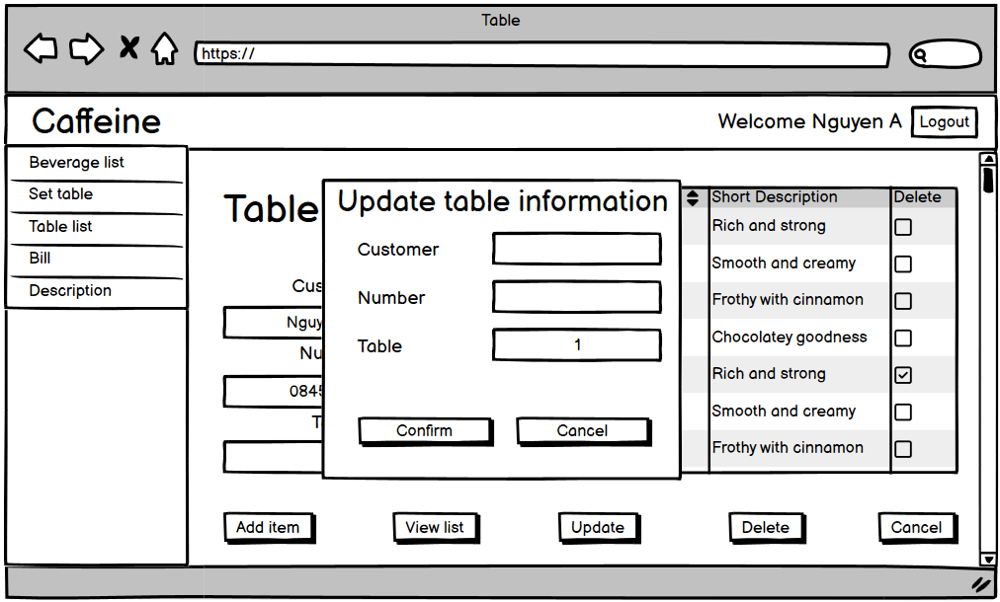 Table
https://
Caffeine
Welcome Nguyen A
Logout
Beverage list
Set table
Table list
Bill
Description
Table
Update table information
Customer
Number
Table
1
Confirm
Cancel
Cus
Nguy
Nu
0845
T
Short Description
Delete
Rich and strong
Smooth and creamy
Frothy with cinnamon
Chocolatey goodness
Rich and strong
Smooth and creamy
Frothy with cinnamon
Add item
View list
Update
Delete
Cancel